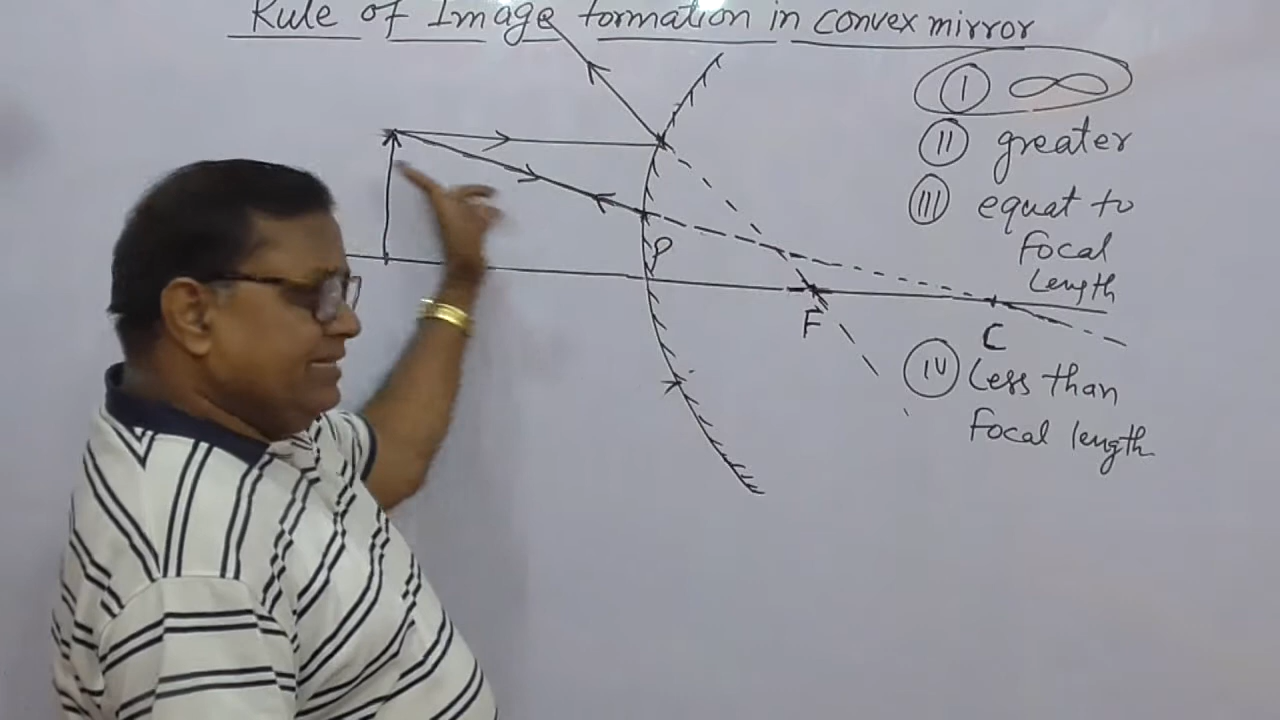 Rule of Image formation in convex mirror
I ∞
II greater
III equat to
Focal
Length
P
F
C
IV Less than
Focal length